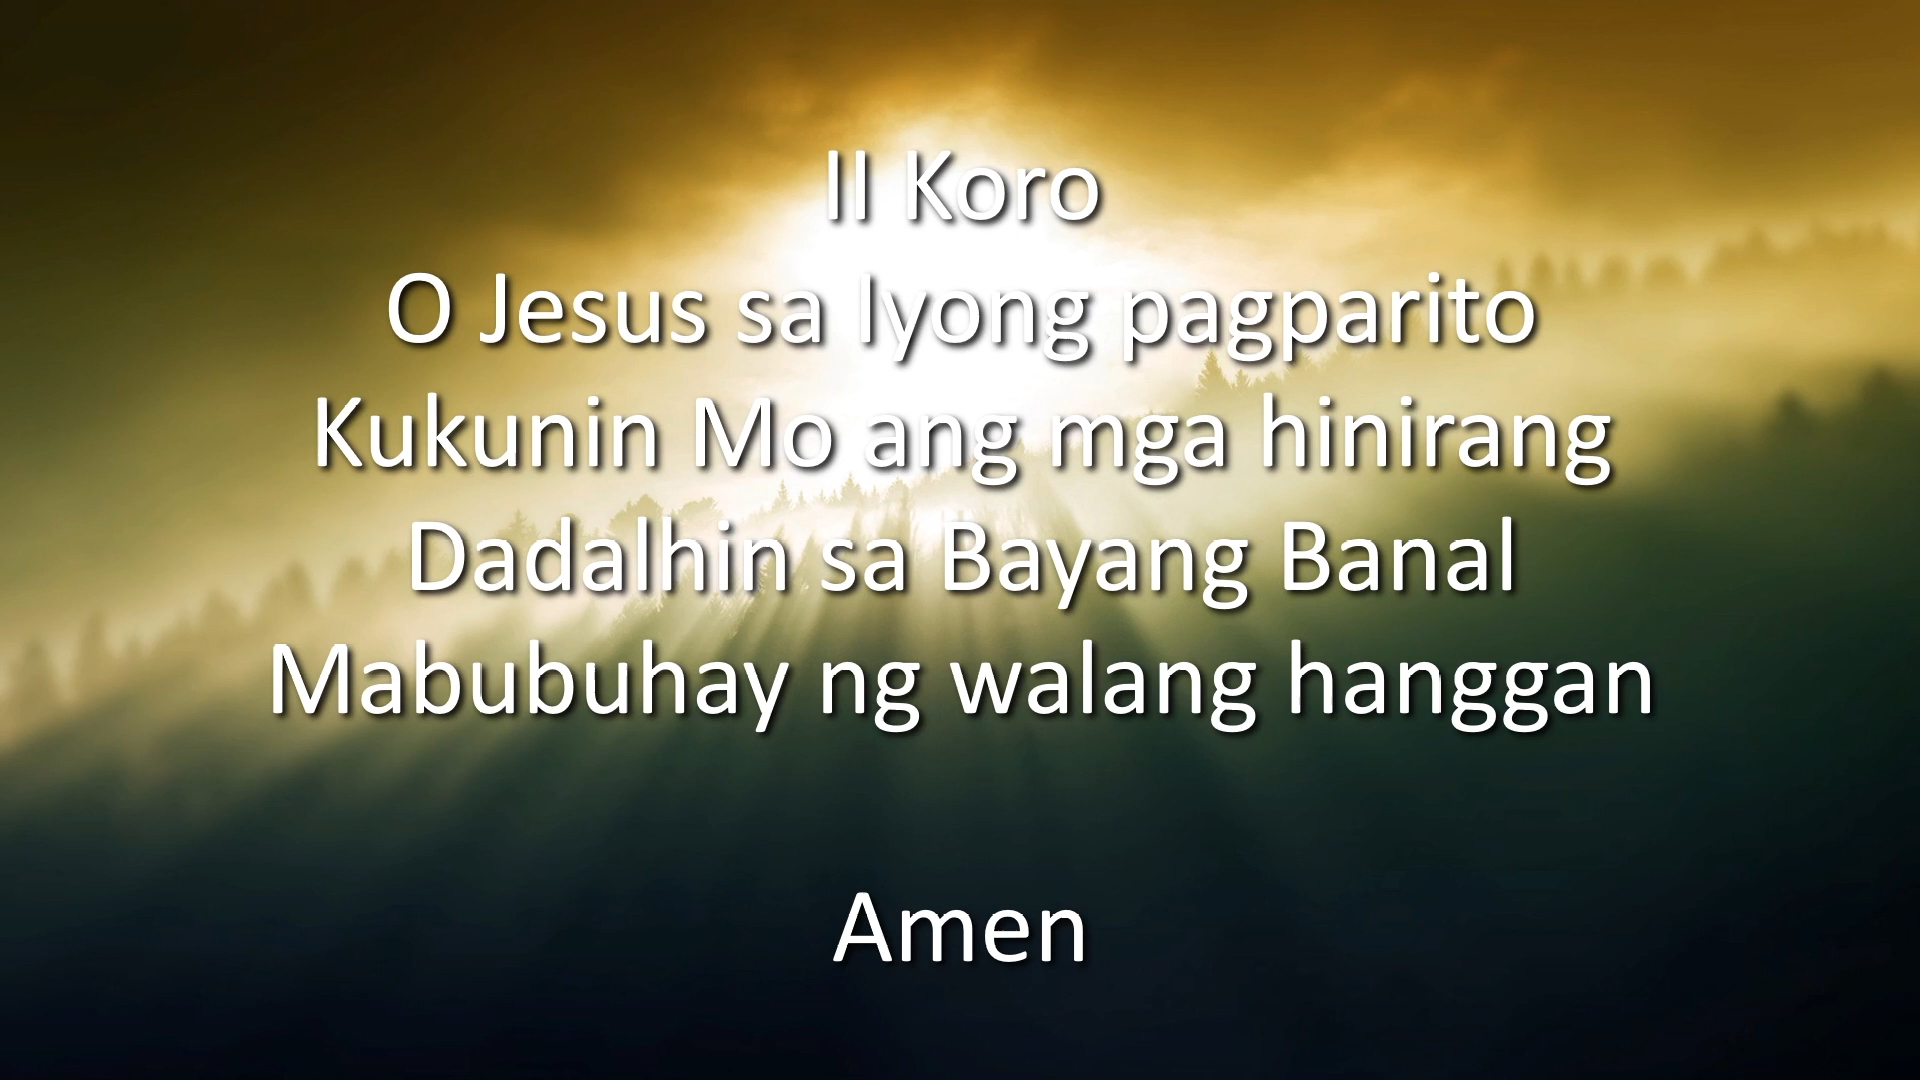 II Koro
O Jesus sa Iyong pagparito
Kukunin Mo ang mga hinirang
Dadalhin sa Bayang Banal
Mabubuhay ng walang hanggan
Amen